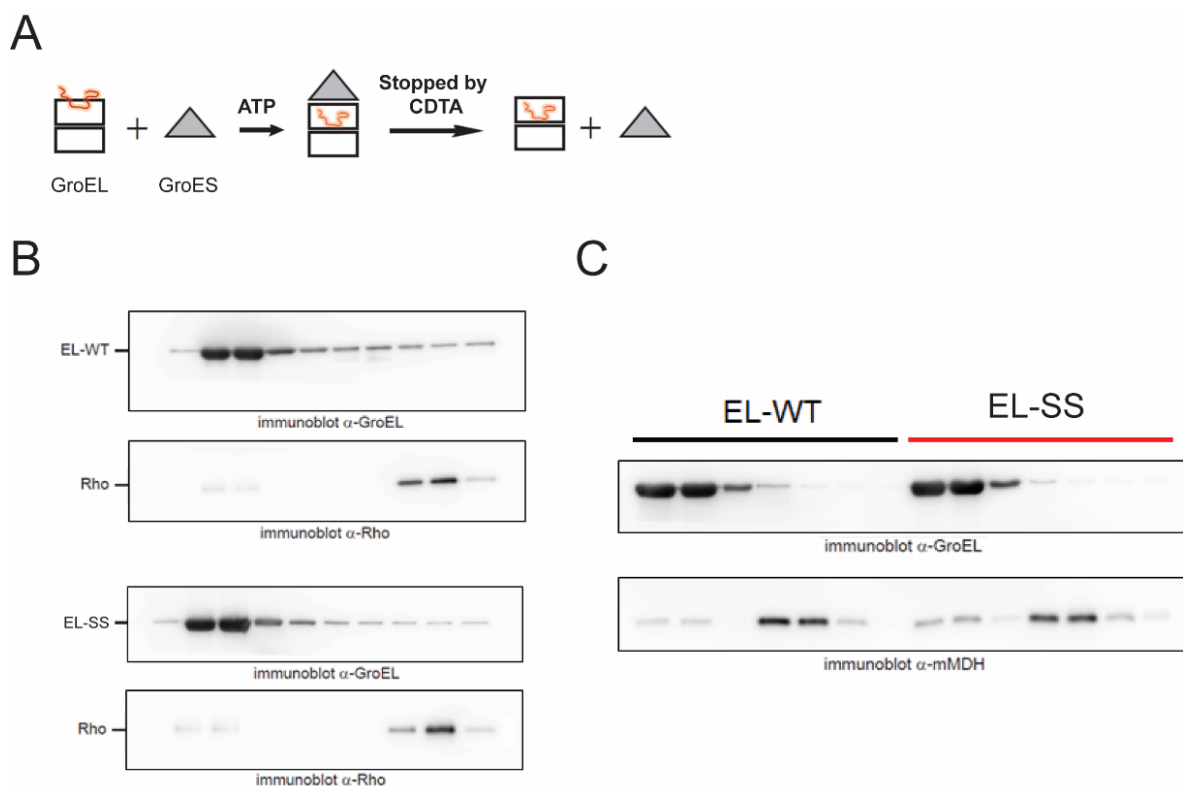 A
ATP
Stopped by
CDTA
+
+
GroEL
GroES
B
EL-WT
immunoblot α-GroEL
Rho
immunoblot α-Rho
EL-SS
immunoblot α-GroEL
Rho
immunoblot α-Rho
C
EL-WT
EL-SS
immunoblot α-GroEL
immunoblot α-mMDH